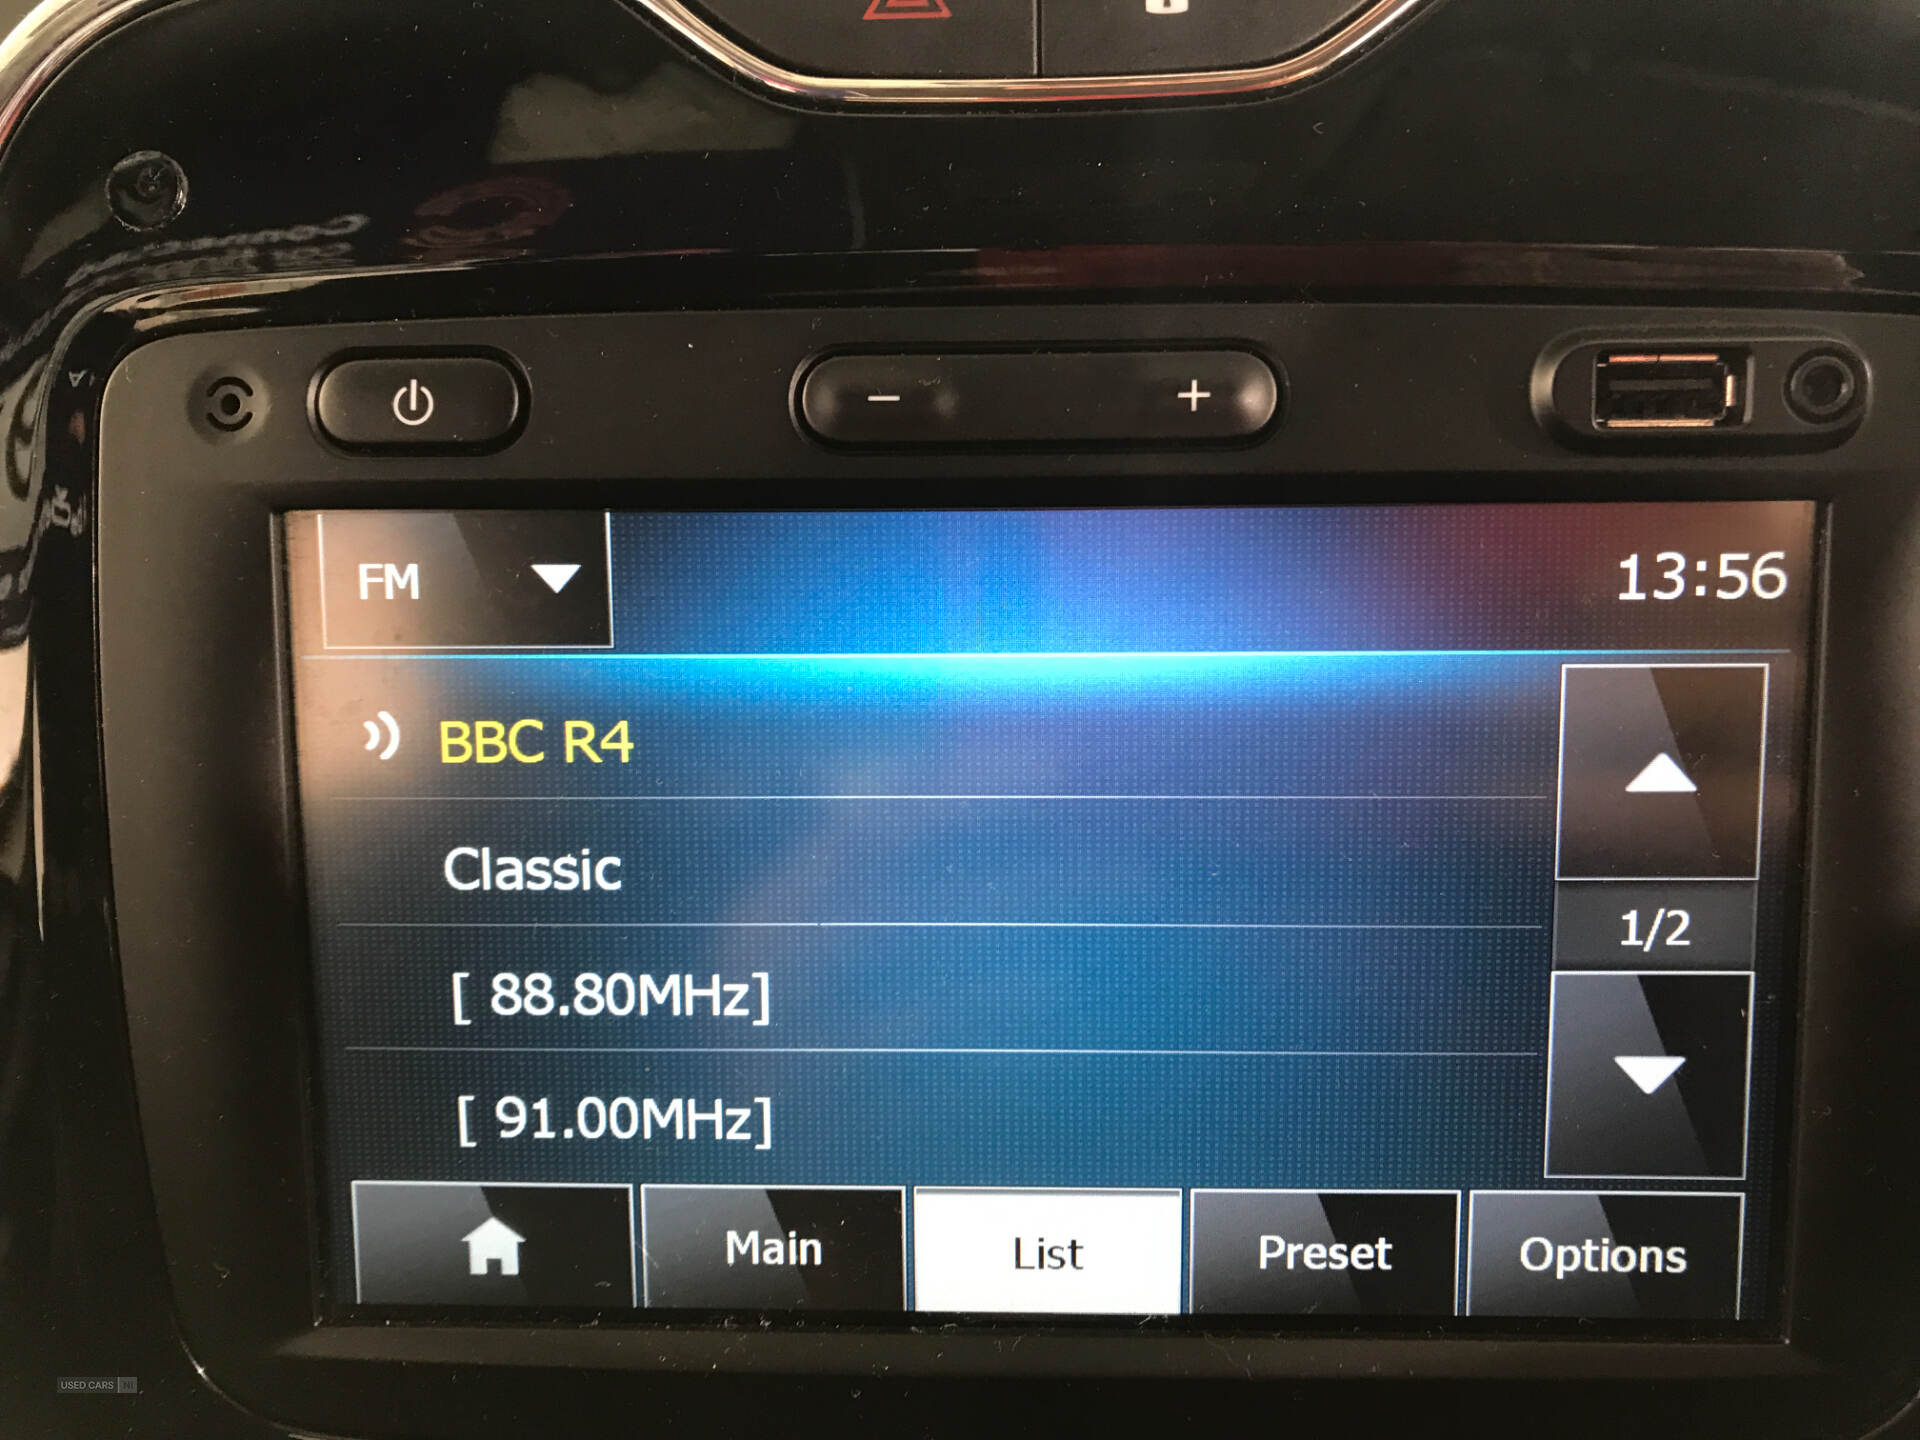 FM
13:56
BBC R4
Classic
1/2
[ 88.80MHz]
[ 91.00MHz]
Main
List
Preset
Options
USED CARS NI